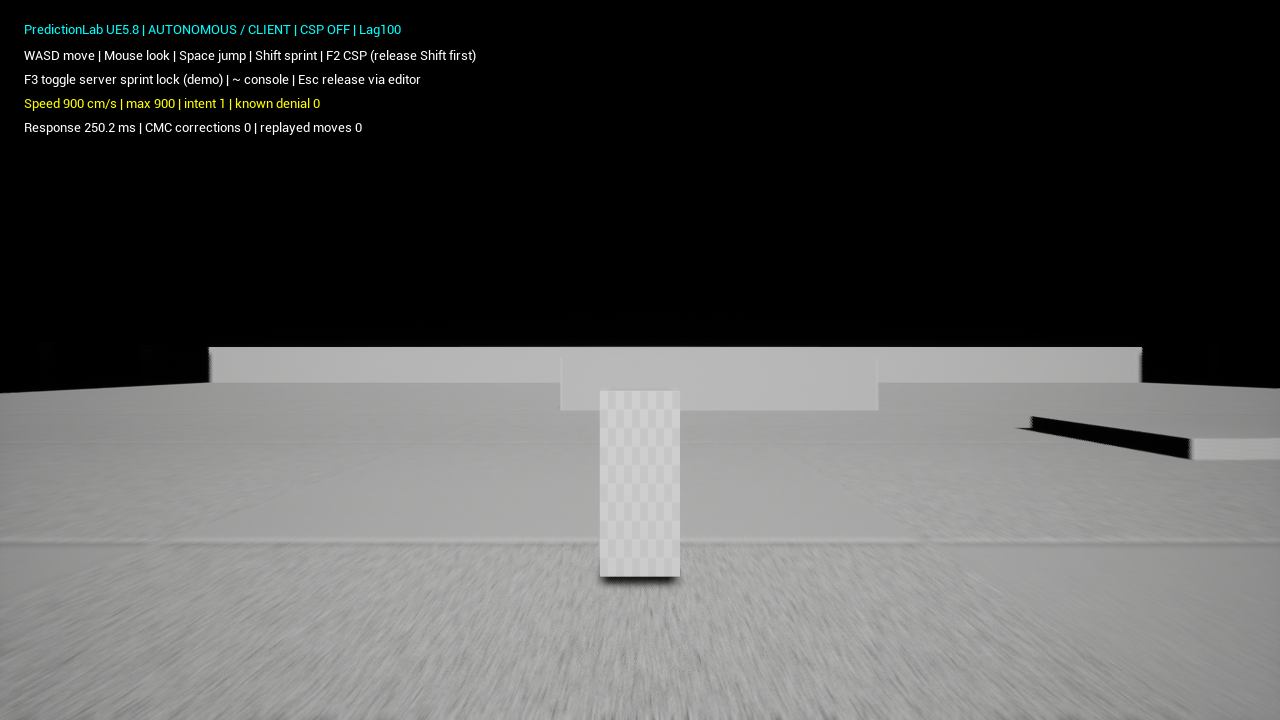 PredictionLab UE5.8 | AUTONOMOUS / CLIENT | CSP OFF | Lag100
WASD move | Mouse look | Space jump | Shift sprint | F2 CSP (release Shift first)
F3 toggle server sprint lock (demo) | ~ console | Esc release via editor
Speed 900 cm/s | max 900 | intent 1 | known denial 0
Response 250.2 ms | CMC corrections 0 | replayed moves 0